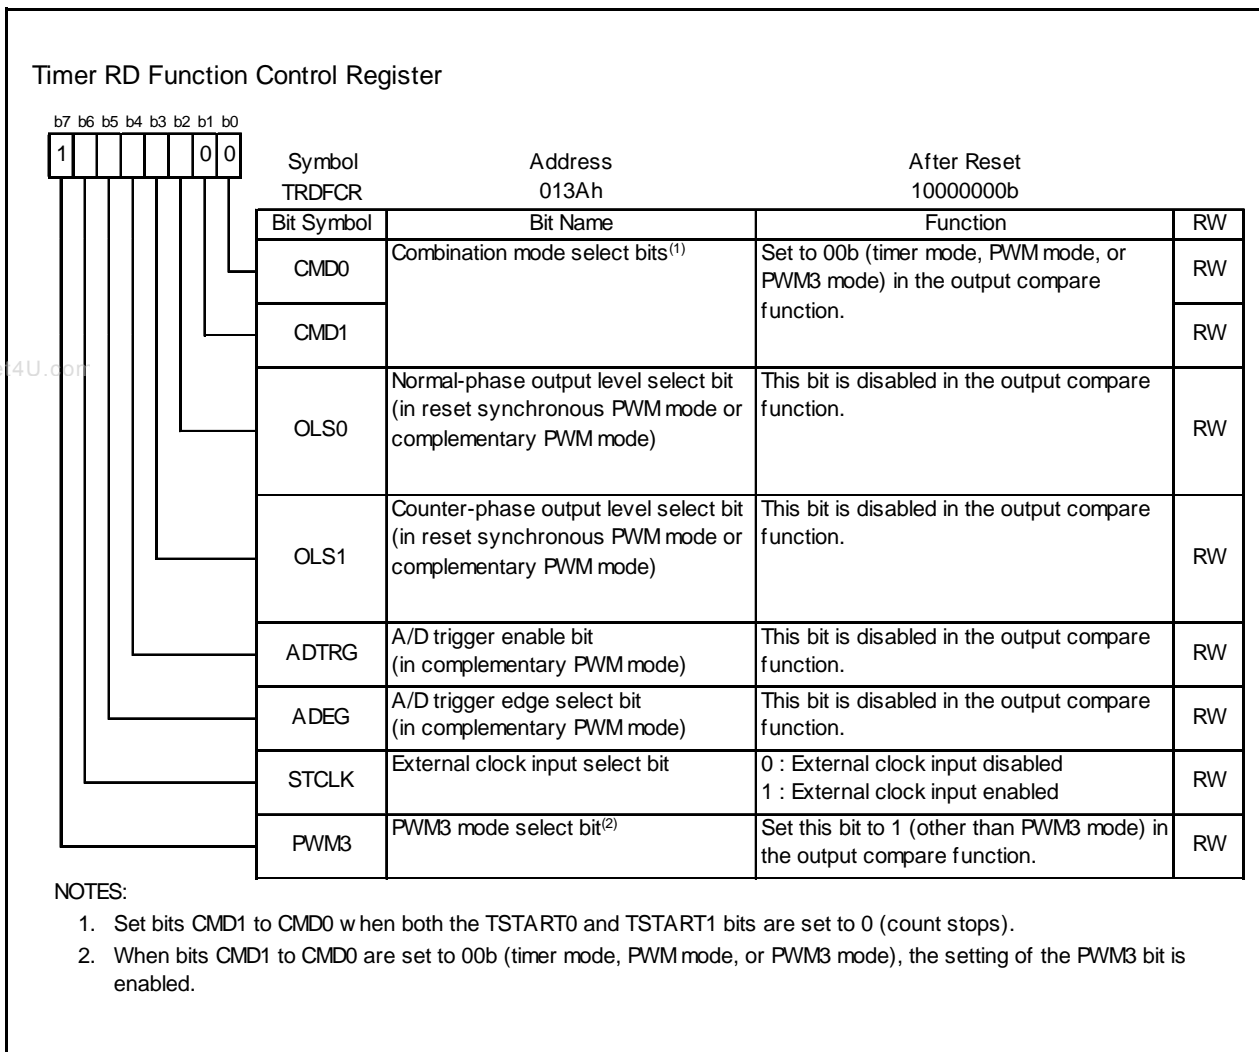 Timer RD Function Control Register
b7 b6 b5 b4 b3 b2 b1 b0
1 0 0
Symbol Address After Reset
TRDFCR 013Ah 10000000b
Bit Symbol Bit Name Function RW
CMD0 Combination mode select bits(1) Set to 00b (timer mode, PWM mode, or RW
PWM3 mode) in the output compare
function.
CMD1 RW
Normal-phase output level select bit This bit is disabled in the output compare
(in reset synchronous PWM mode or function.
OLS0 complementary PWM mode) RW
Counter-phase output level select bit This bit is disabled in the output compare
(in reset synchronous PWM mode or function.
OLS1 complementary PWM mode) RW
ADTRG A/D trigger enable bit This bit is disabled in the output compare RW
(in complementary PWM mode) function.
ADEG A/D trigger edge select bit This bit is disabled in the output compare RW
(in complementary PWM mode) function.
STCLK External clock input select bit 0 : External clock input disabled RW
1 : External clock input enabled
PWM3 PWM3 mode select bit(2) Set this bit to 1 (other than PWM3 mode) in RW
the output compare function.
NOTES:
1. Set bits CMD1 to CMD0 when both the TSTART0 and TSTART1 bits are set to 0 (count stops).
2. When bits CMD1 to CMD0 are set to 00b (timer mode, PWM mode, or PWM3 mode), the setting of the PWM3 bit is
enabled.
et4U.com